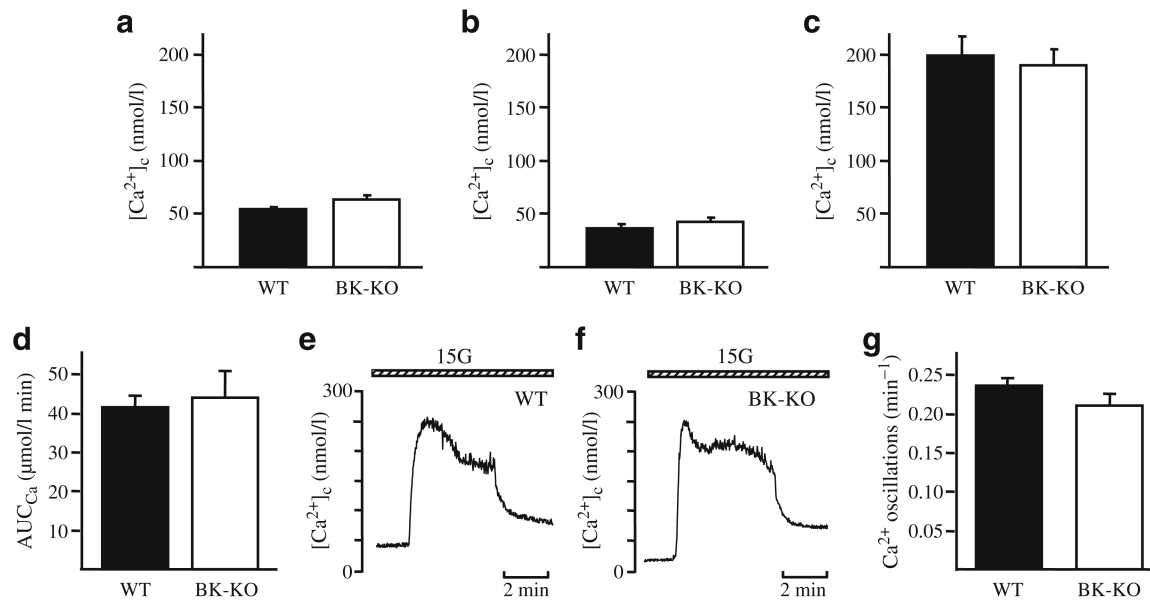 a
[Ca²⁺]c (nmol/l)
200
150
100
50
WT
BK-KO
b
[Ca²⁺]c (nmol/l)
200
150
100
50
WT
BK-KO
c
[Ca²⁺]c (nmol/l)
200
150
100
50
WT
BK-KO
d
AUCCa (µmol/l min)
50
40
30
20
10
WT
BK-KO
e
15G
WT
300
[Ca²⁺]c (nmol/l)
0
2 min
f
15G
BK-KO
300
[Ca²⁺]c (nmol/l)
0
2 min
g
Ca²⁺ oscillations (min⁻¹)
0.25
0.20
0.15
0.10
0.05
WT
BK-KO